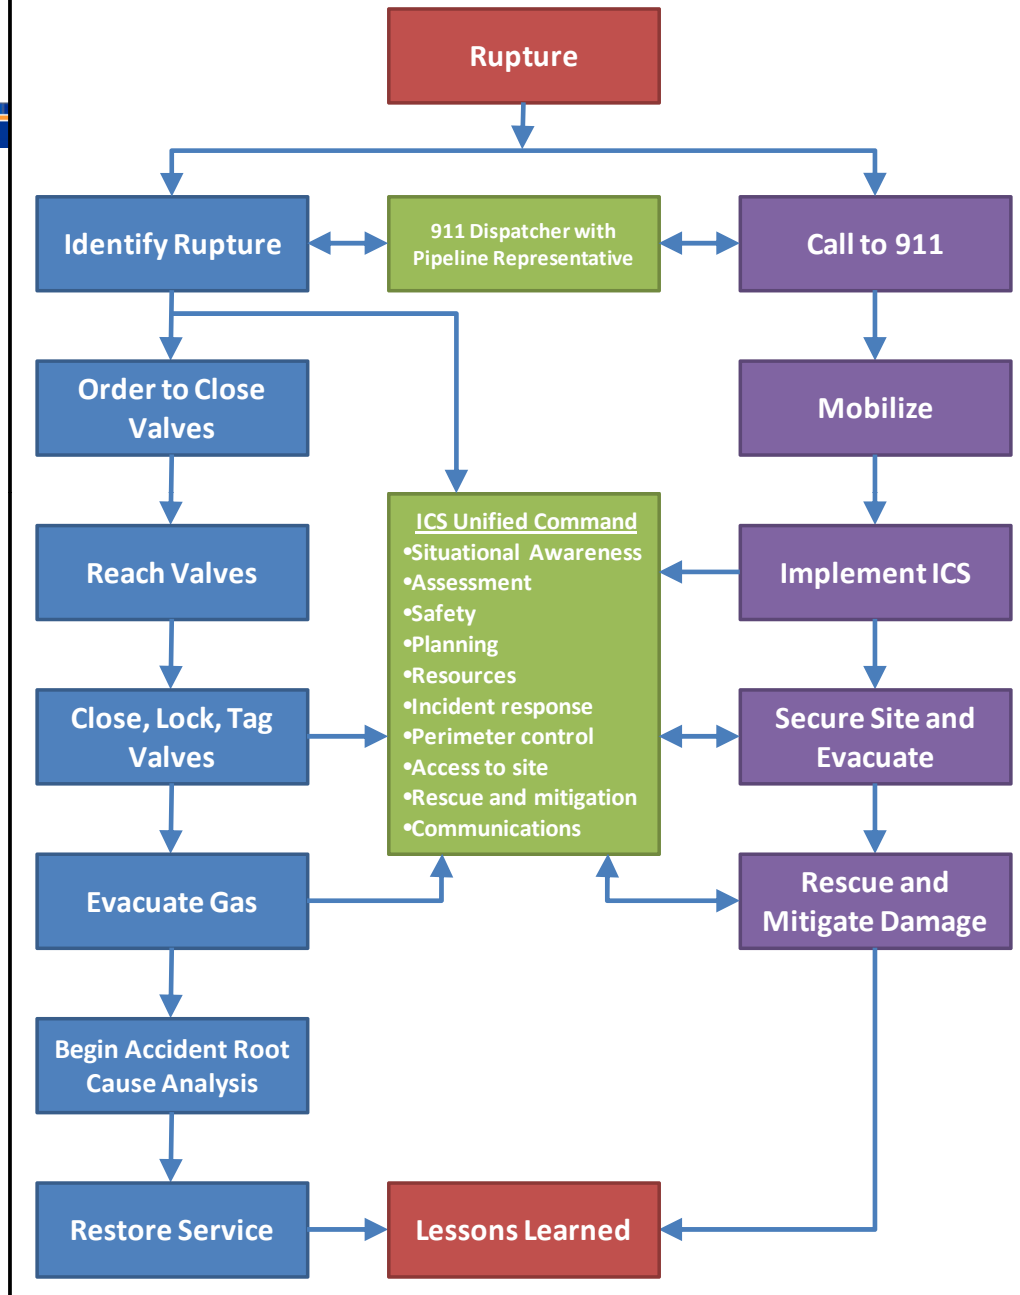 Rupture
Identify Rupture
911 Dispatcher with
Pipeline Representative
Call to 911
Order to Close
Valves
Mobilize
ICS Unified Command
•Situational Awareness
•Assessment
•Safety
•Planning
•Resources
•Incident response
•Perimeter control
•Access to site
•Rescue and mitigation
•Communications
Reach Valves
Implement ICS
Close, Lock, Tag
Valves
Secure Site and
Evacuate
Evacuate Gas
Rescue and
Mitigate Damage
Begin Accident Root
Cause Analysis
Restore Service
Lessons Learned